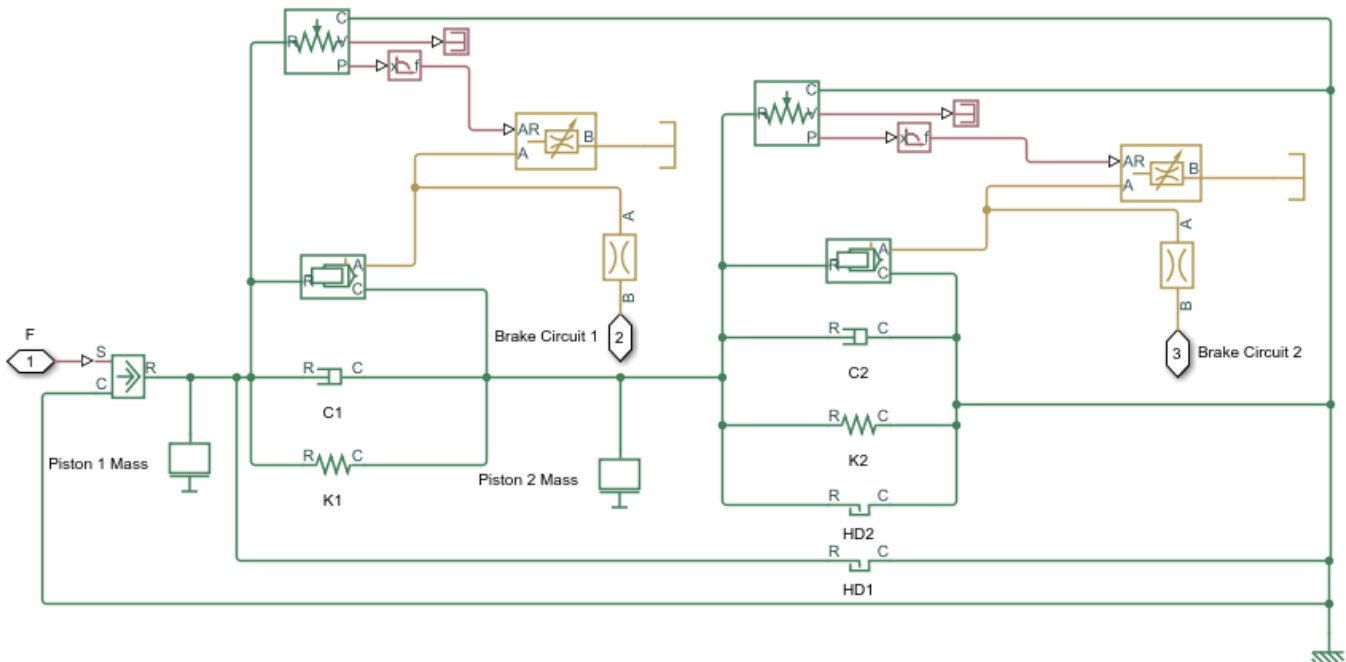 C
R
V
P
x
f
AR
B
A
C
R
V
P
x
f
AR
B
A
A
B
A
B
R
A
C
R
A
C
Brake Circuit 1
2
3
Brake Circuit 2
F
1
S
C
R
R
C
C1
R
C
C2
Piston 1 Mass
R
C
K1
Piston 2 Mass
R
C
K2
R
C
HD2
R
C
HD1